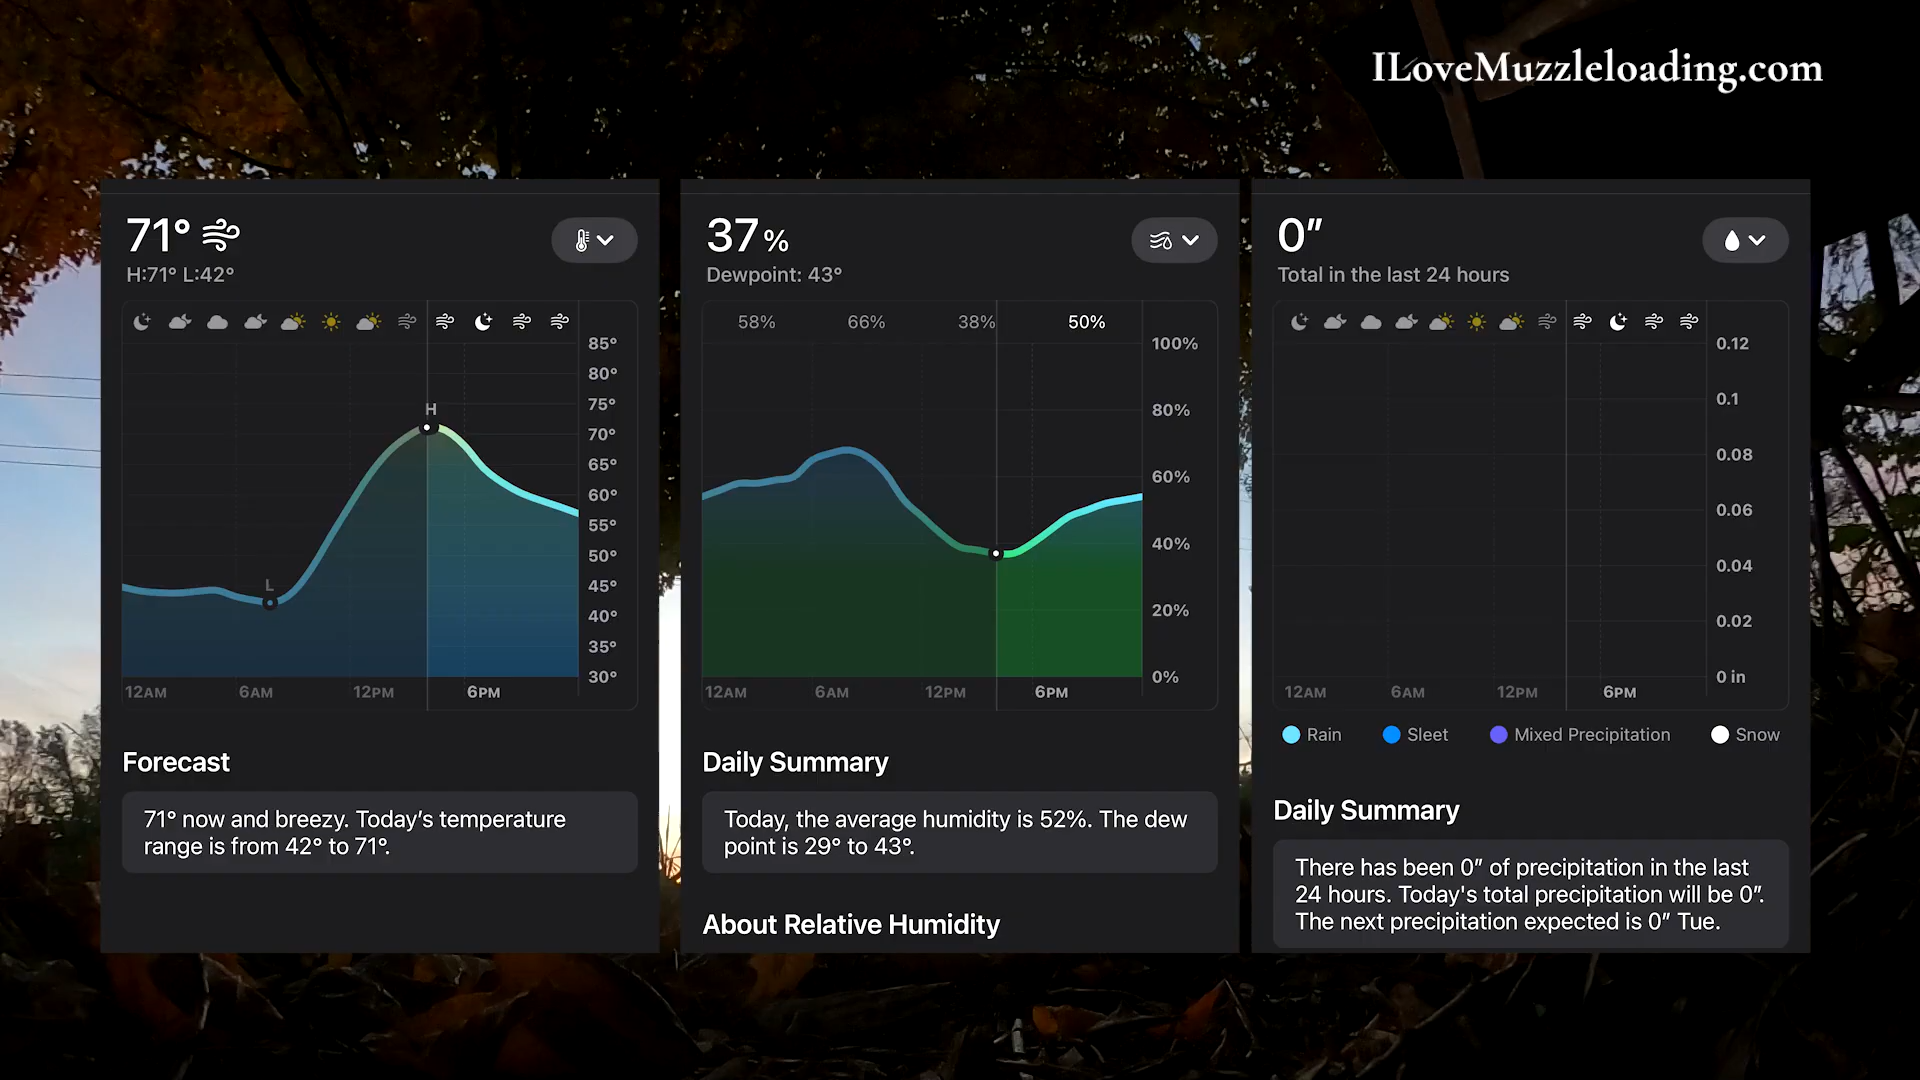 ILoveMuzzleloading.com
71°
H:71° L:42°
85°
80°
75°
H
70°
65°
60°
55°
50°
L
45°
40°
35°
30°
12AM 6AM 12PM 6PM
Forecast
71° now and breezy. Today’s temperature
range is from 42° to 71°.
37%
Dewpoint: 43°
58% 66% 38% 50%
100%
80%
60%
40%
20%
0%
12AM 6AM 12PM 6PM
Daily Summary
Today, the average humidity is 52%. The dew
point is 29° to 43°.
About Relative Humidity
0″
Total in the last 24 hours
0.12
0.1
0.08
0.06
0.04
0.02
0 in
12AM 6AM 12PM 6PM
Rain Sleet Mixed Precipitation Snow
Daily Summary
There has been 0″ of precipitation in the last
24 hours. Today's total precipitation will be 0″.
The next precipitation expected is 0″ Tue.